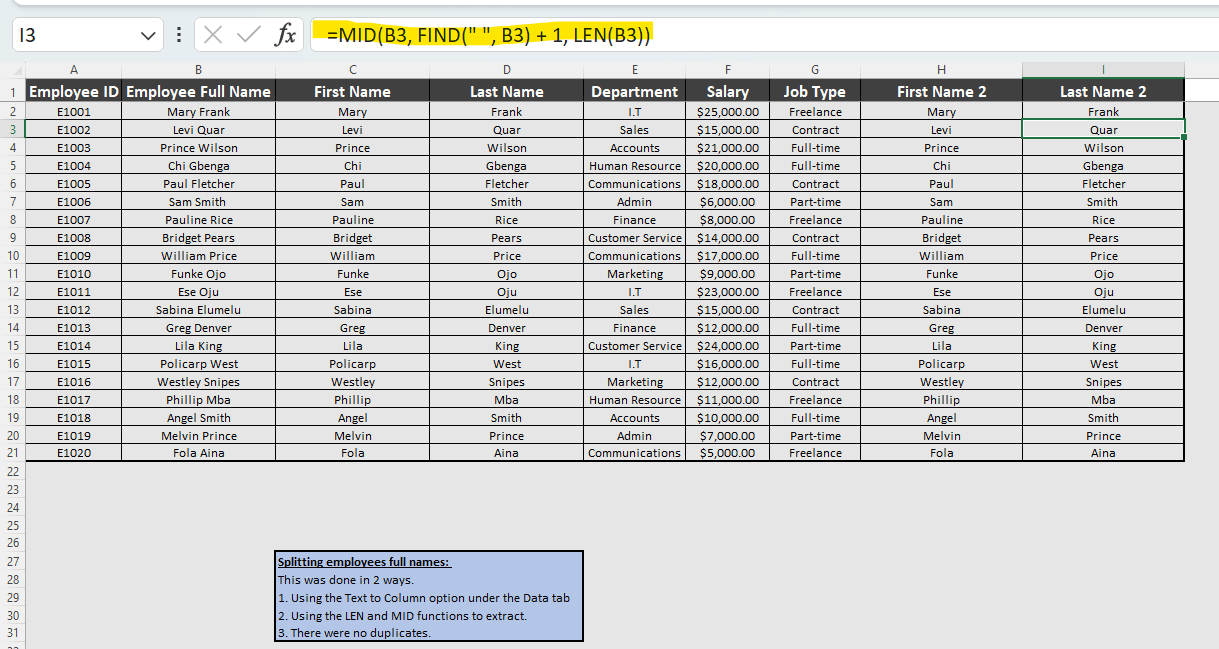 I3 fx =MID(B3, FIND(" ", B3) + 1, LEN(B3))
A B C D E F G H I
1 Employee ID Employee Full Name First Name Last Name Department Salary Job Type First Name 2 Last Name 2
2 E1001 Mary Frank Mary Frank I.T $25,000.00 Freelance Mary Frank
3 E1002 Levi Quar Levi Quar Sales $15,000.00 Contract Levi Quar
4 E1003 Prince Wilson Prince Wilson Accounts $21,000.00 Full-time Prince Wilson
5 E1004 Chi Gbenga Chi Gbenga Human Resource $20,000.00 Full-time Chi Gbenga
6 E1005 Paul Fletcher Paul Fletcher Communications $18,000.00 Contract Paul Fletcher
7 E1006 Sam Smith Sam Smith Admin $6,000.00 Part-time Sam Smith
8 E1007 Pauline Rice Pauline Rice Finance $8,000.00 Freelance Pauline Rice
9 E1008 Bridget Pears Bridget Pears Customer Service $14,000.00 Contract Bridget Pears
10 E1009 William Price William Price Communications $17,000.00 Full-time William Price
11 E1010 Funke Ojo Funke Ojo Marketing $9,000.00 Part-time Funke Ojo
12 E1011 Ese Oju Ese Oju I.T $23,000.00 Freelance Ese Oju
13 E1012 Sabina Elumelu Sabina Elumelu Sales $15,000.00 Contract Sabina Elumelu
14 E1013 Greg Denver Greg Denver Finance $12,000.00 Full-time Greg Denver
15 E1014 Lila King Lila King Customer Service $24,000.00 Part-time Lila King
16 E1015 Policarp West Policarp West I.T $16,000.00 Full-time Policarp West
17 E1016 Westley Snipes Westley Snipes Marketing $12,000.00 Contract Westley Snipes
18 E1017 Phillip Mba Phillip Mba Human Resource $11,000.00 Freelance Phillip Mba
19 E1018 Angel Smith Angel Smith Accounts $10,000.00 Full-time Angel Smith
20 E1019 Melvin Prince Melvin Prince Admin $7,000.00 Part-time Melvin Prince
21 E1020 Fola Aina Fola Aina Communications $5,000.00 Freelance Fola Aina
22
23
24
25
26
27 Splitting employees full names:
28 This was done in 2 ways.
29 1. Using the Text to Column option under the Data tab
30 2. Using the LEN and MID functions to extract.
31 3. There were no duplicates.